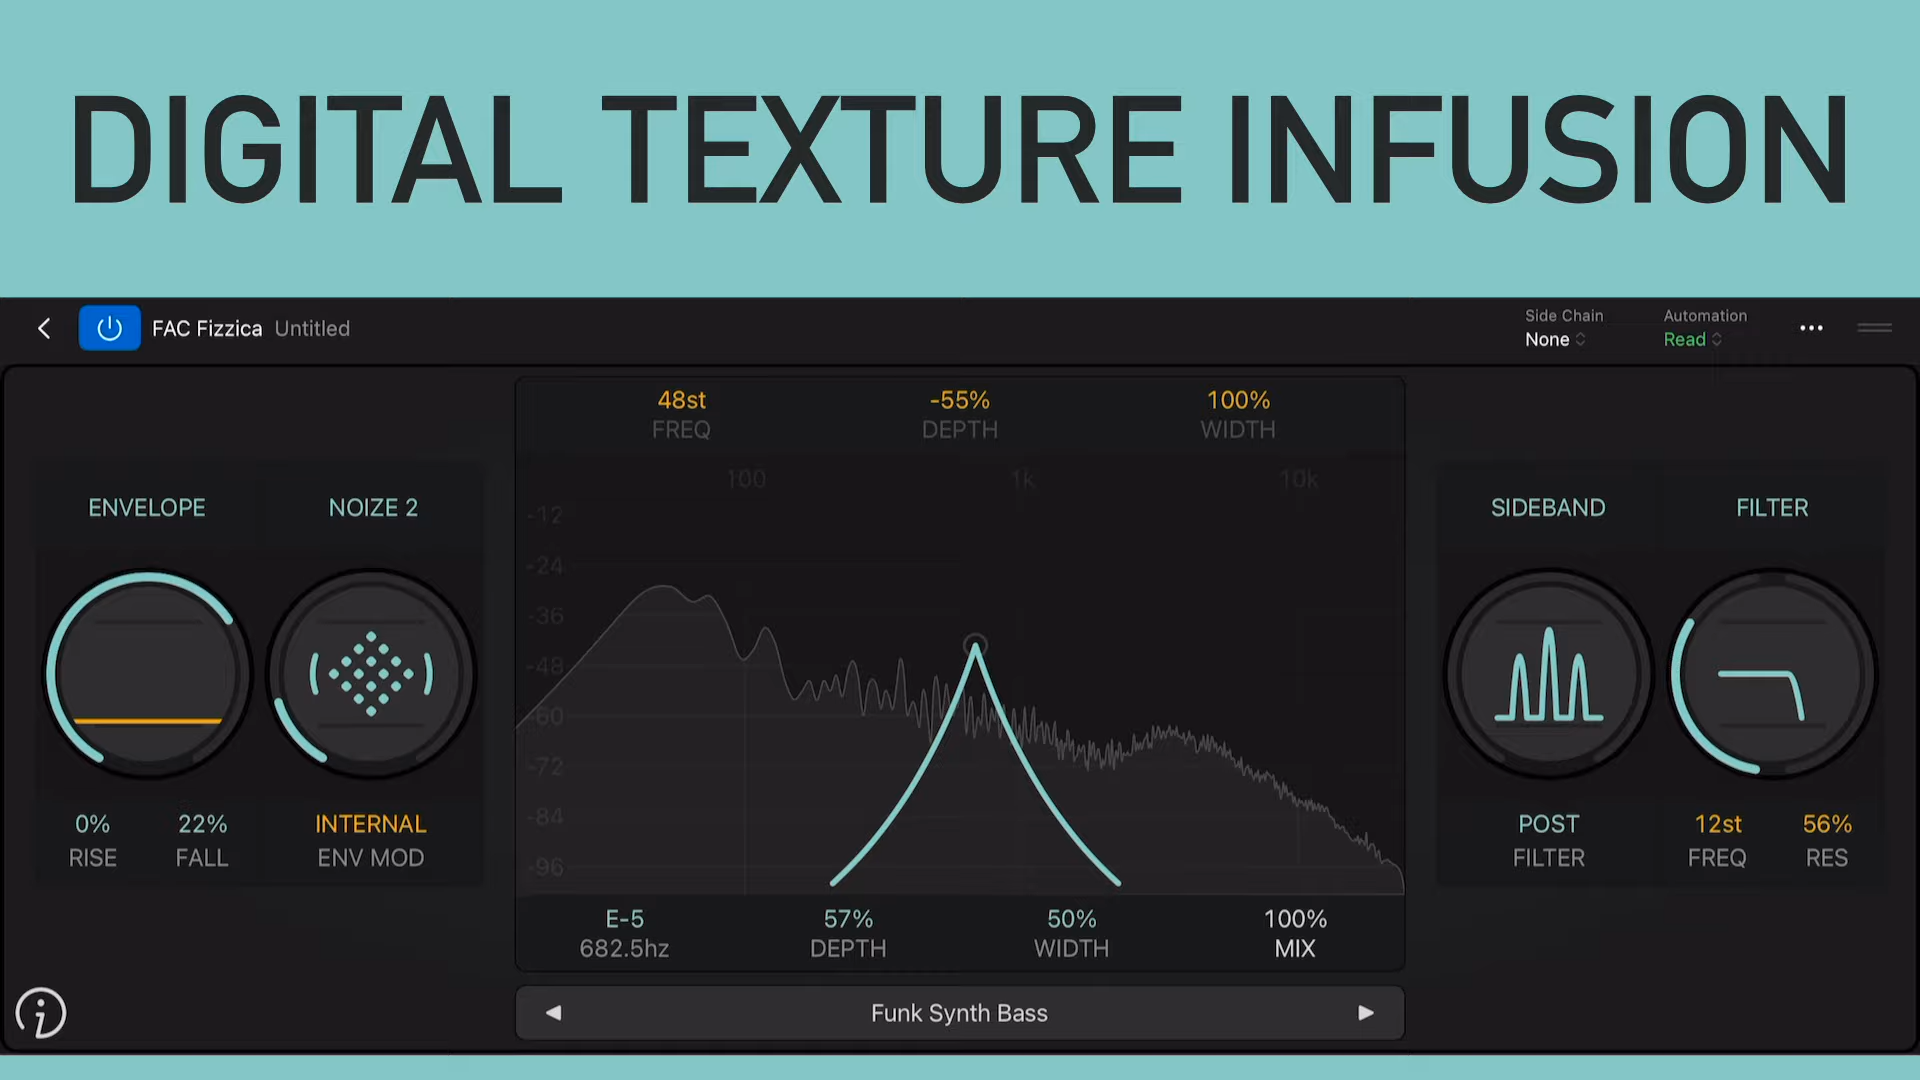 DIGITAL TEXTURE INFUSION
FAC Fizzica Untitled
Side Chain
None
Automation
Read
48st
FREQ
-55%
DEPTH
100%
WIDTH
100 1k 10k
-12
-24
-36
-48
-60
-72
-84
-96
ENVELOPE
NOIZE 2
0%
RISE
22%
FALL
INTERNAL
ENV MOD
SIDEBAND
FILTER
POST
FILTER
12st
FREQ
56%
RES
E-5
682.5hz
57%
DEPTH
50%
WIDTH
100%
MIX
Funk Synth Bass